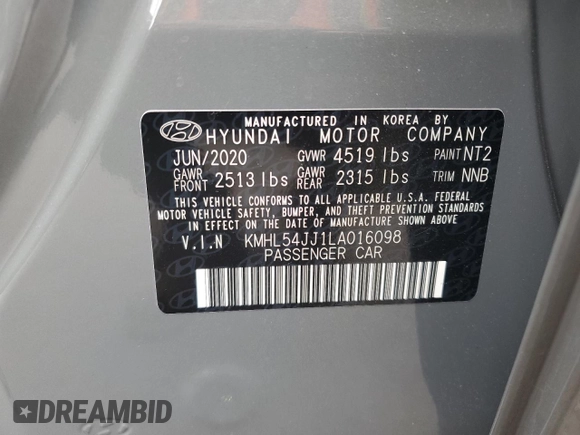 MANUFACTURED IN KOREA BY
HYUNDAI MOTOR COMPANY
JUN/2020 GVWR 4519 lbs PAINT NT2
GAWR FRONT 2513 lbs GAWR REAR 2315 lbs TRIM NNB
THIS VEHICLE CONFORMS TO ALL APPLICABLE U.S.A. FEDERAL
MOTOR VEHICLE SAFETY, BUMPER, AND THEFT PREVENTION STANDARDS
IN EFFECT ON THE DATE OF MANUFACTURE SHOWN ABOVE.
V.I.N KMHL54JJ1LA016098
PASSENGER CAR
DREAMBID